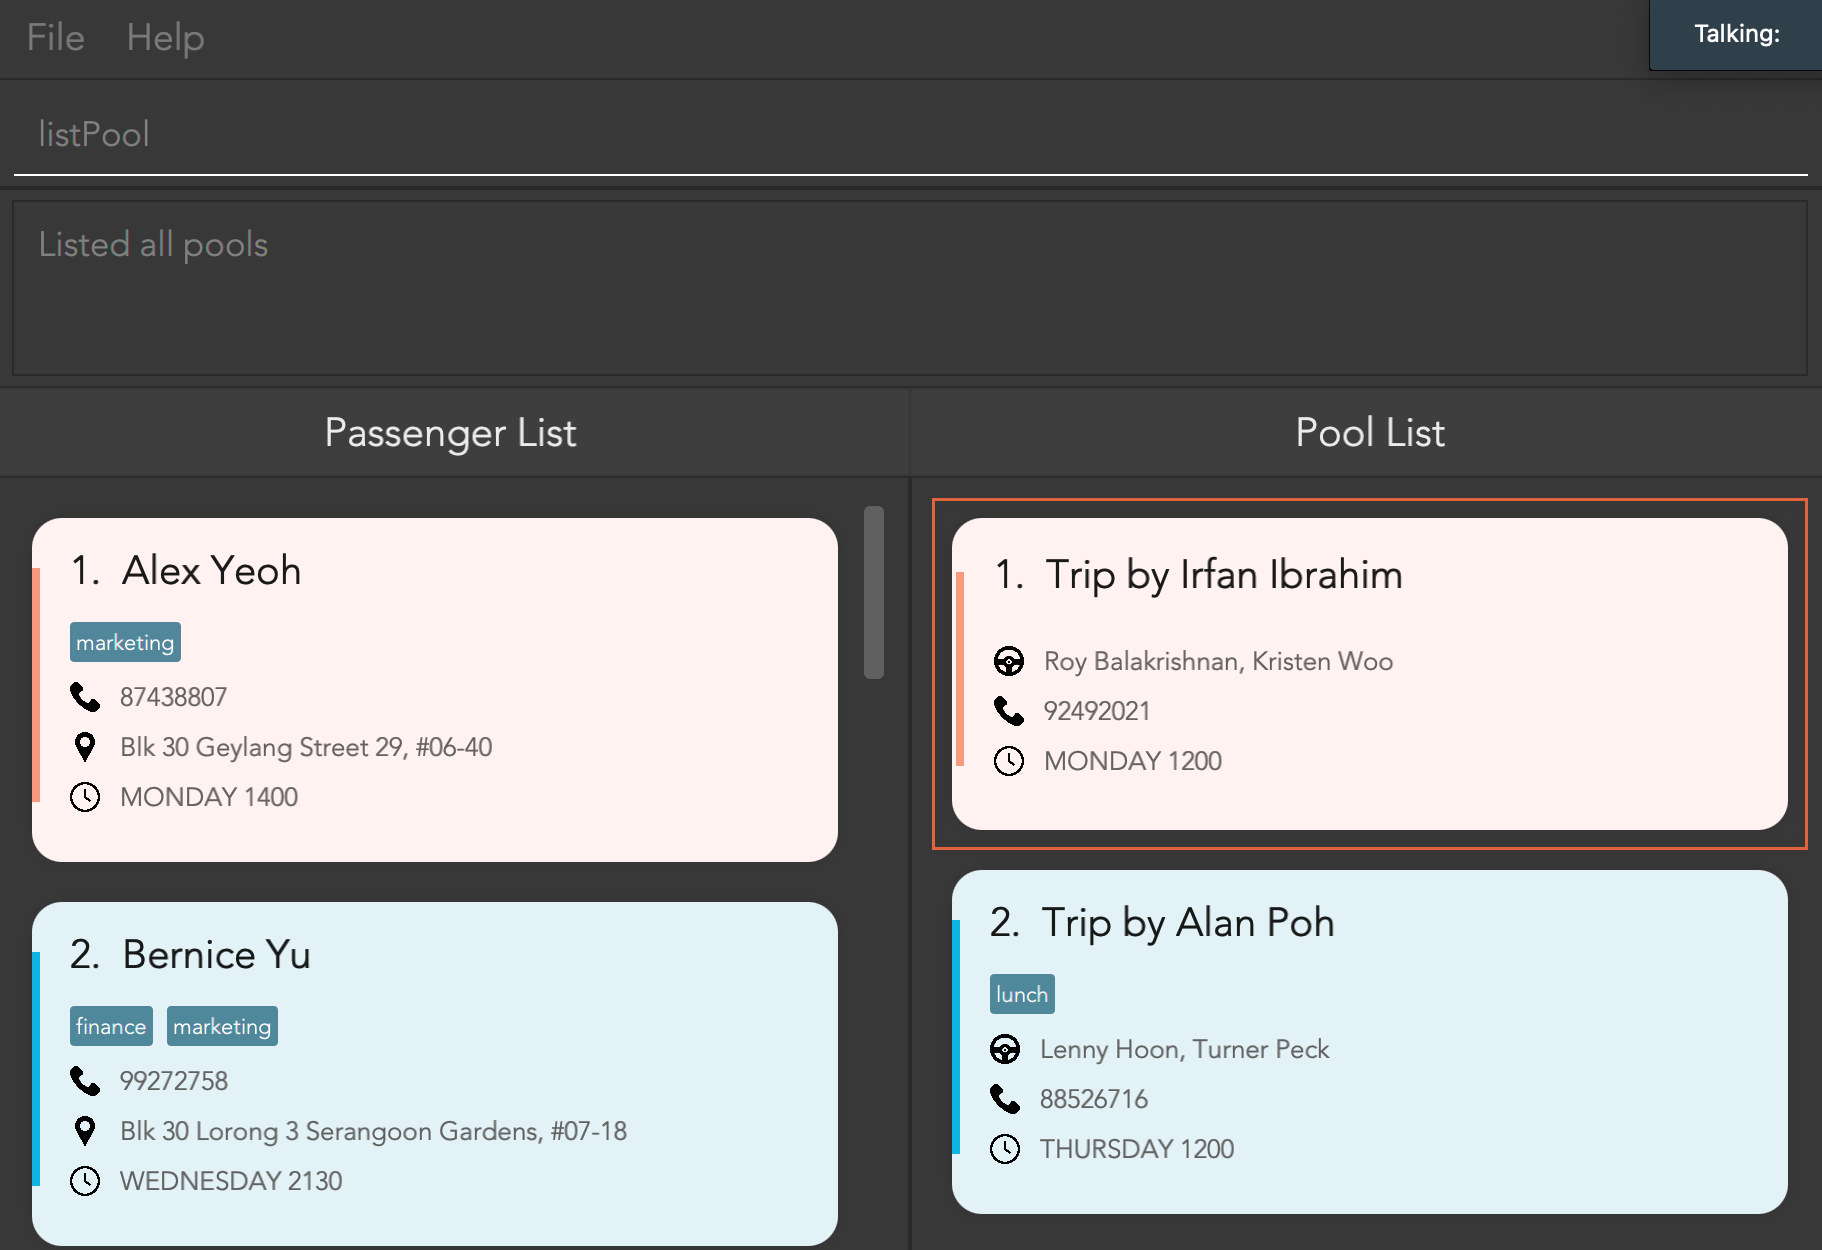 File Help
Talking:
listPool
Listed all pools
Passenger List
1. Alex Yeoh
marketing
87438807
Blk 30 Geylang Street 29, #06-40
MONDAY 1400
2. Bernice Yu
finance marketing
99272758
Blk 30 Lorong 3 Serangoon Gardens, #07-18
WEDNESDAY 2130
Pool List
1. Trip by Irfan Ibrahim
Roy Balakrishnan, Kristen Woo
92492021
MONDAY 1200
2. Trip by Alan Poh
lunch
Lenny Hoon, Turner Peck
88526716
THURSDAY 1200